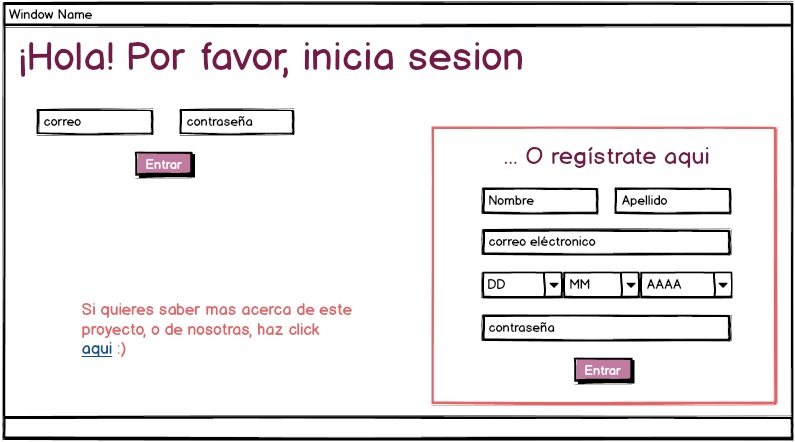 Window Name
¡Hola! Por favor, inicia sesion
correo
contraseña
Entrar
... O regístrate aqui
Nombre
Apellido
correo eléctronico
DD
MM
AAAA
contraseña
Entrar
Si quieres saber mas acerca de este
proyecto, o de nosotras, haz click
aqui :)